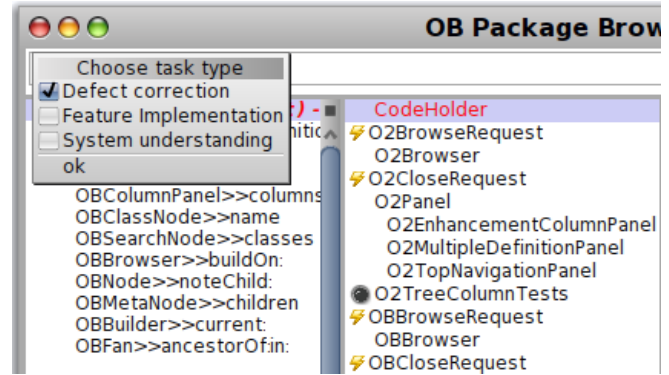 OB Package Brow
Choose task type
Defect correction
Feature Implementation
System understanding
ok
) -
nitic
OBColumnPanel>>columns
OBClassNode>>name
OBSearchNode>>classes
OBBrowser>>buildOn:
OBNode>>noteChild:
OBMetaNode>>children
OBBuilder>>current:
OBFan>>ancestorOf:in:
CodeHolder
O2BrowseRequest
O2Browser
O2CloseRequest
O2Panel
O2EnhancementColumnPanel
O2MultipleDefinitionPanel
O2TopNavigationPanel
O2TreeColumnTests
OBBrowseRequest
OBBrowser
OBCloseRequest